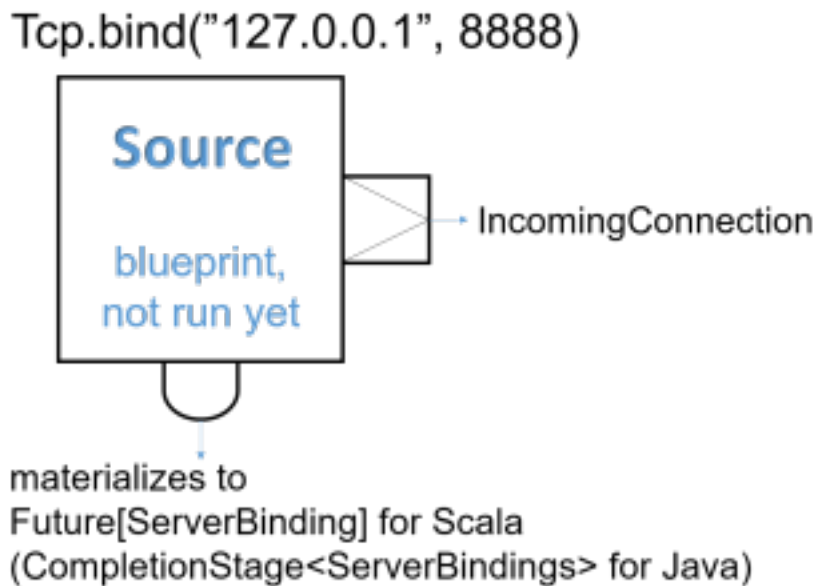 Tcp.bind(”127.0.0.1”, 8888)
Source
blueprint,
not run yet
IncomingConnection
materializes to
Future[ServerBinding] for Scala
(CompletionStage<ServerBindings> for Java)